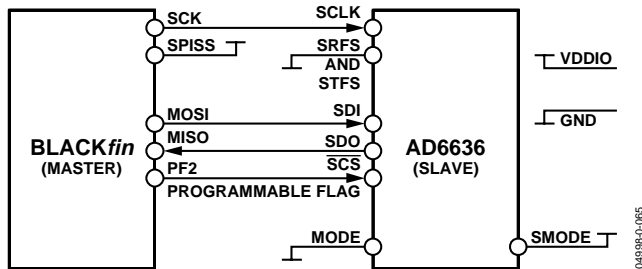 SCK
SCLK
SPISS
SRFS
AND
STFS
VDDIO
MOSI
SDI
GND
BLACKfin
(MASTER)
MISO
SDO
AD6636
(SLAVE)
PF2
SCS
PROGRAMMABLE FLAG
MODE
SMODE
04998-0-065